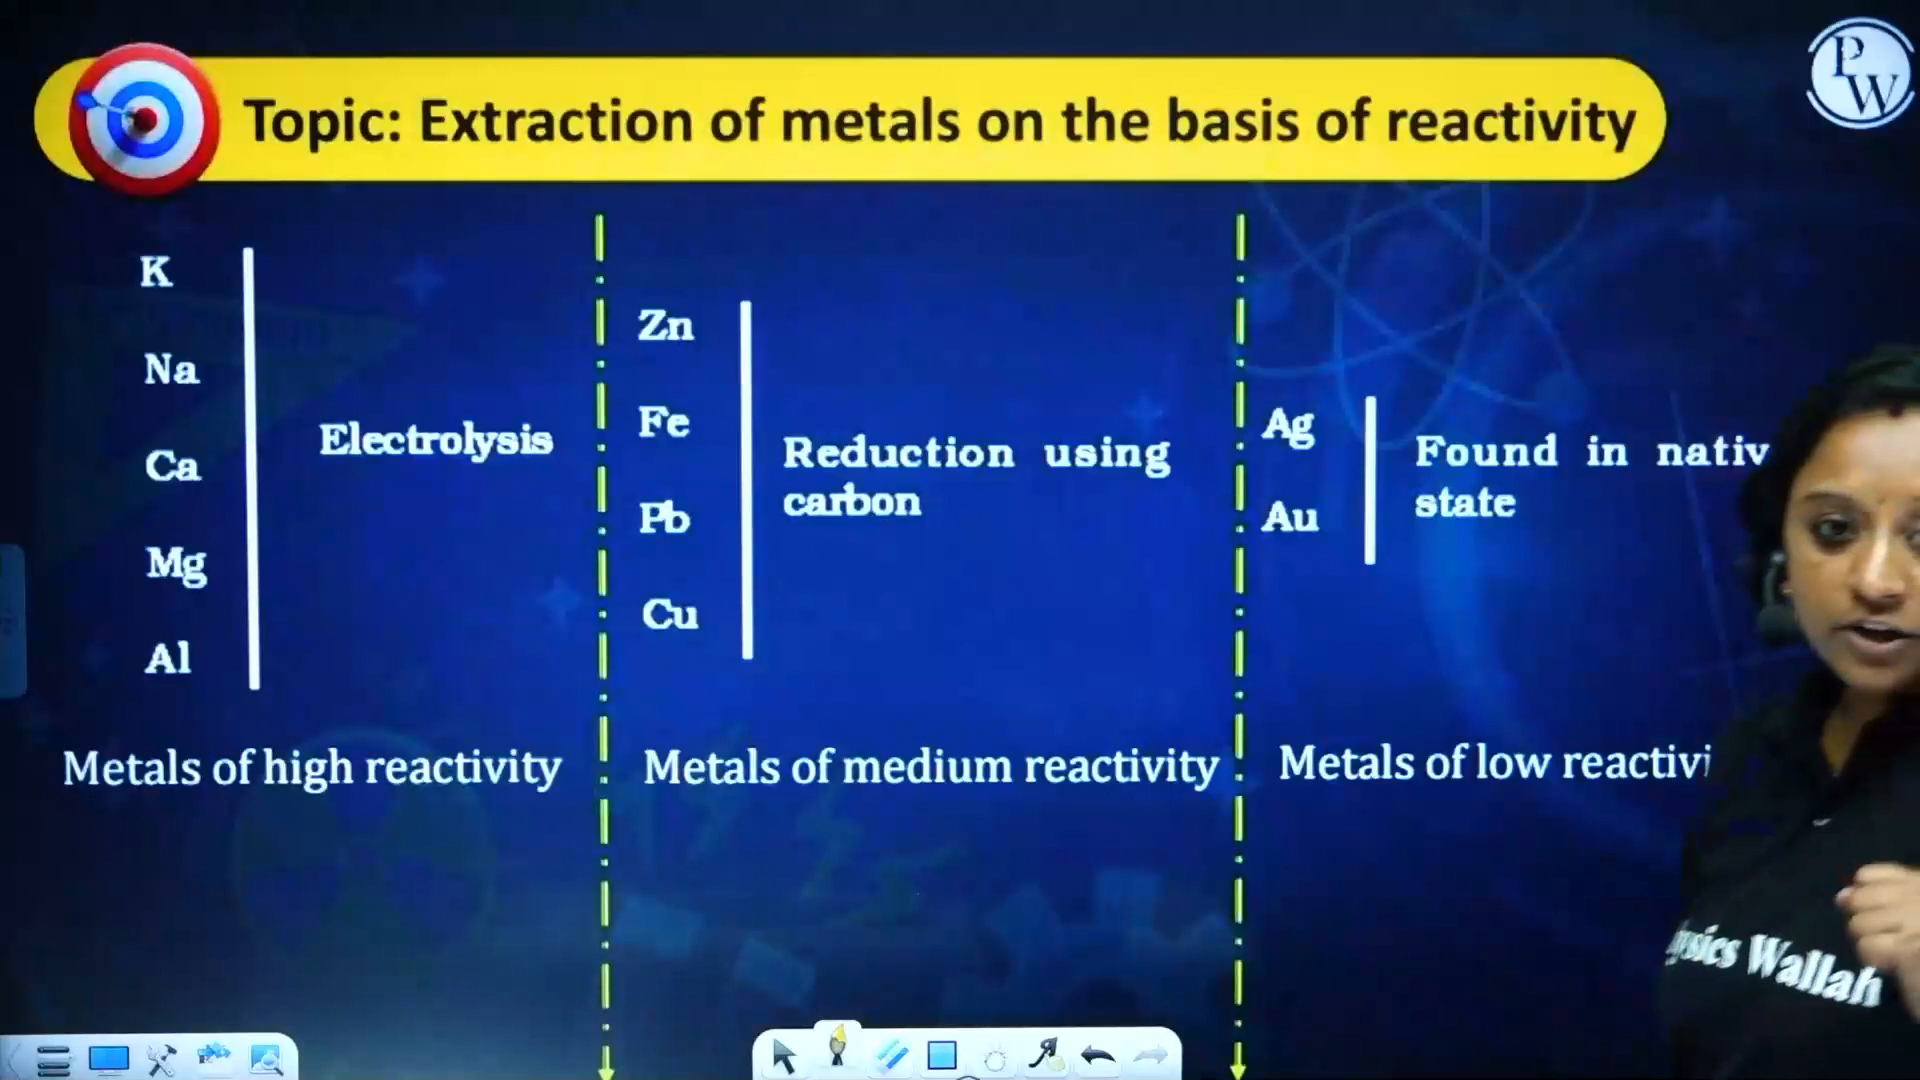 Topic: Extraction of metals on the basis of reactivity
PW
K
Na
Ca
Mg
Al
Electrolysis
Metals of high reactivity
Zn
Fe
Pb
Cu
Reduction using
carbon
Metals of medium reactivity
Ag
Au
Found in nativ
state
Metals of low reactivi
ysics Wallah